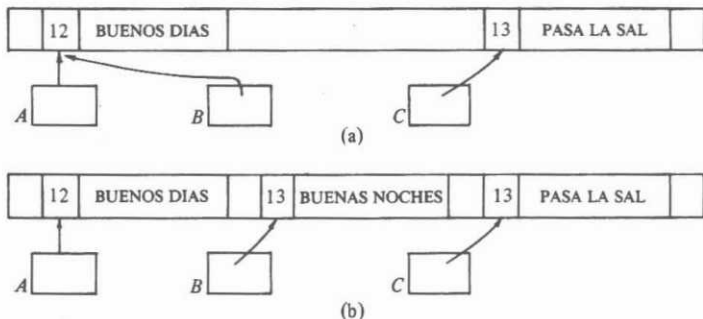 12 BUENOS DIAS 13 PASA LA SAL
A B C
(a)
12 BUENOS DIAS 13 BUENAS NOCHES 13 PASA LA SAL
A B C
(b)